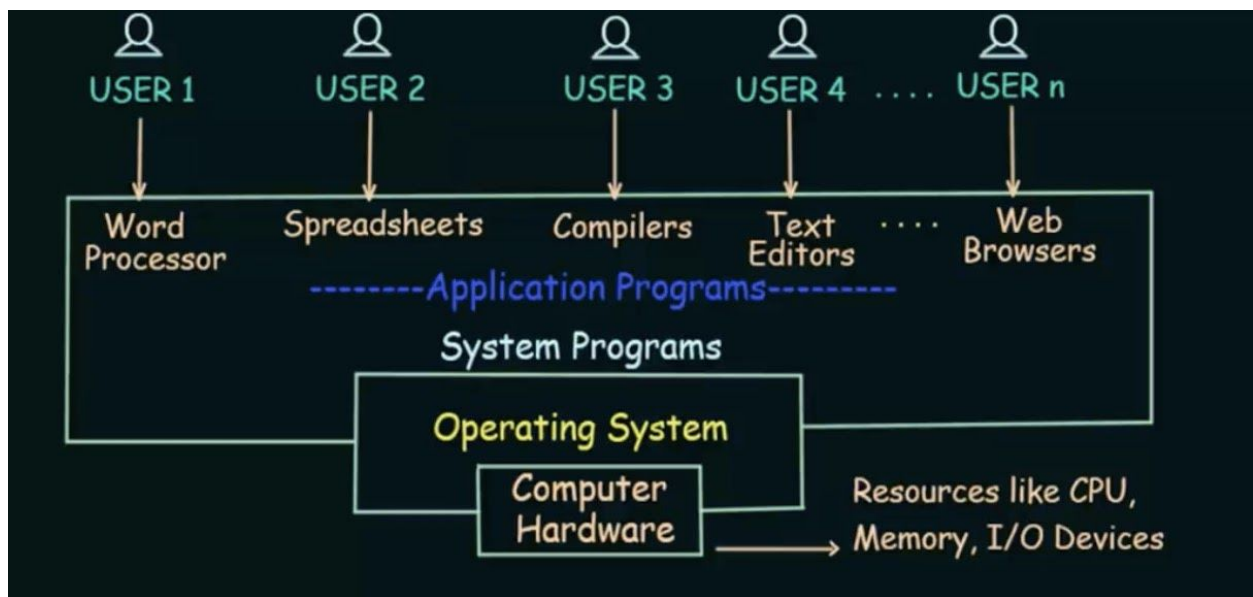 USER 1 USER 2 USER 3 USER 4 .... USER n
Word Processor
Spreadsheets
Compilers
Text Editors
....
Web Browsers
--------Application Programs---------
System Programs
Operating System
Computer Hardware
Resources like CPU,
Memory, I/O Devices